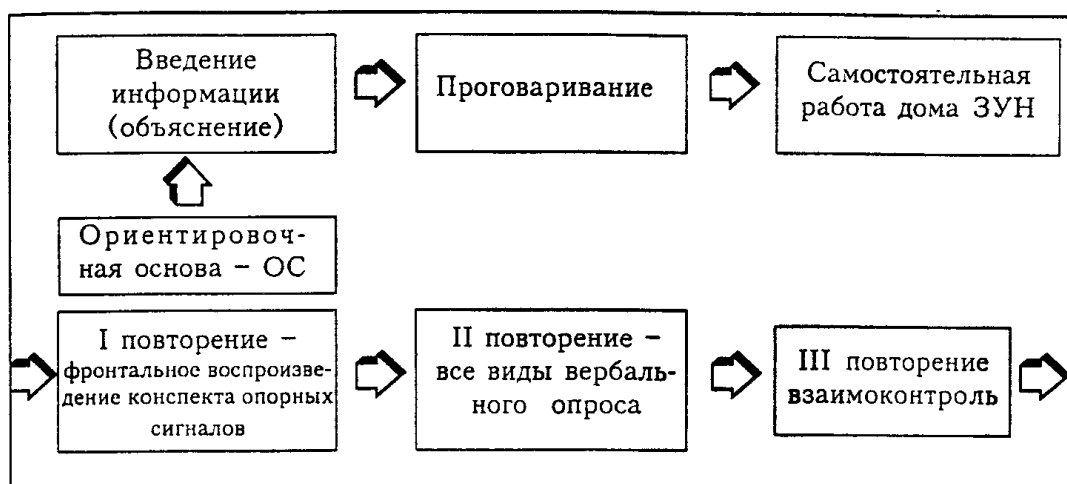 Введение
информации
(объяснение)
Проговаривание
Самостоятельная
работа дома ЗУН
Ориентировоч-
ная основа – ОС
I повторение –
фронтальное воспроизве-
дение конспекта опорных
сигналов
II повторение –
все виды вербаль-
ного опроса
III повторение
взаимоконтроль